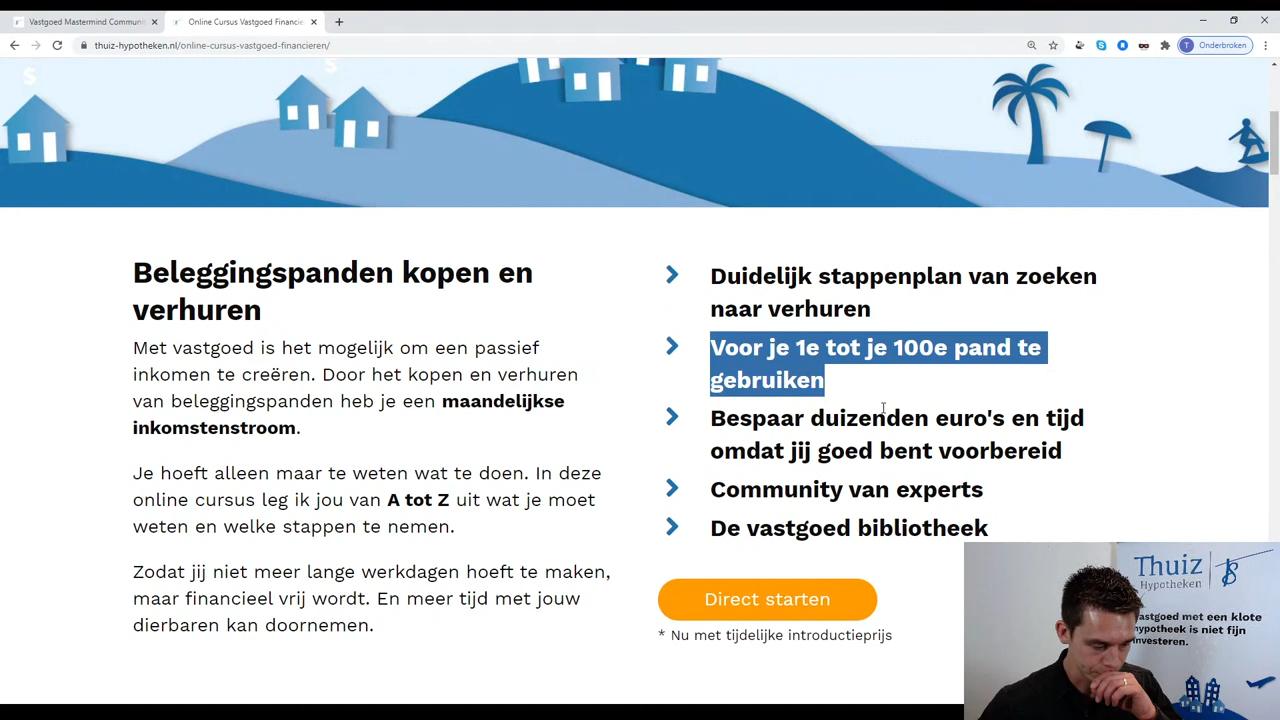 Vastgoed Mastermind Communi
Online Cursus Vastgoed Financie
thuiz-hypotheken.nl/online-cursus-vastgoed-financieren/
T
Onderbroken
Beleggingspanden kopen en
verhuren
Met vastgoed is het mogelijk om een passief
inkomen te creëren. Door het kopen en verhuren
van beleggingspanden heb je een maandelijkse
inkomstenstroom.
Je hoeft alleen maar te weten wat te doen. In deze
online cursus leg ik jou van A tot Z uit wat je moet
weten en welke stappen te nemen.
Zodat jij niet meer lange werkdagen hoeft te maken,
maar financieel vrij wordt. En meer tijd met jouw
dierbaren kan doornemen.
Duidelijk stappenplan van zoeken
naar verhuren
Voor je 1e tot je 100e pand te
gebruiken
Bespaar duizenden euro's en tijd
omdat jij goed bent voorbereid
Community van experts
De vastgoed bibliotheek
Direct starten
* Nu met tijdelijke introductieprijs
Thuiz
Hypotheken
vastgoed met een klote
hypotheek is niet fijn
investeren.